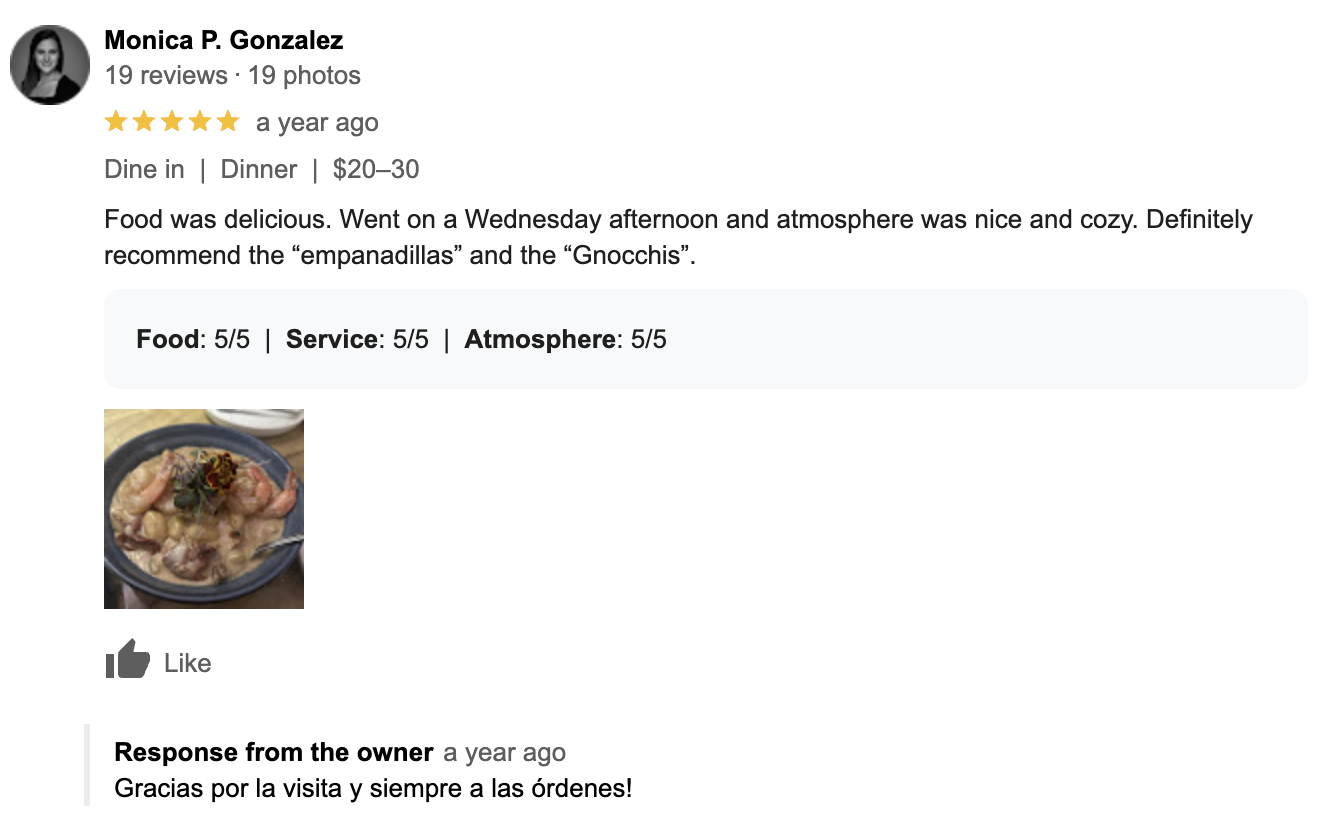 Monica P. Gonzalez
19 reviews · 19 photos
a year ago
Dine in | Dinner | $20–30
Food was delicious. Went on a Wednesday afternoon and atmosphere was nice and cozy. Definitely
recommend the “empanadillas” and the “Gnocchis”.
Food: 5/5 | Service: 5/5 | Atmosphere: 5/5
Like
Response from the owner a year ago
Gracias por la visita y siempre a las órdenes!